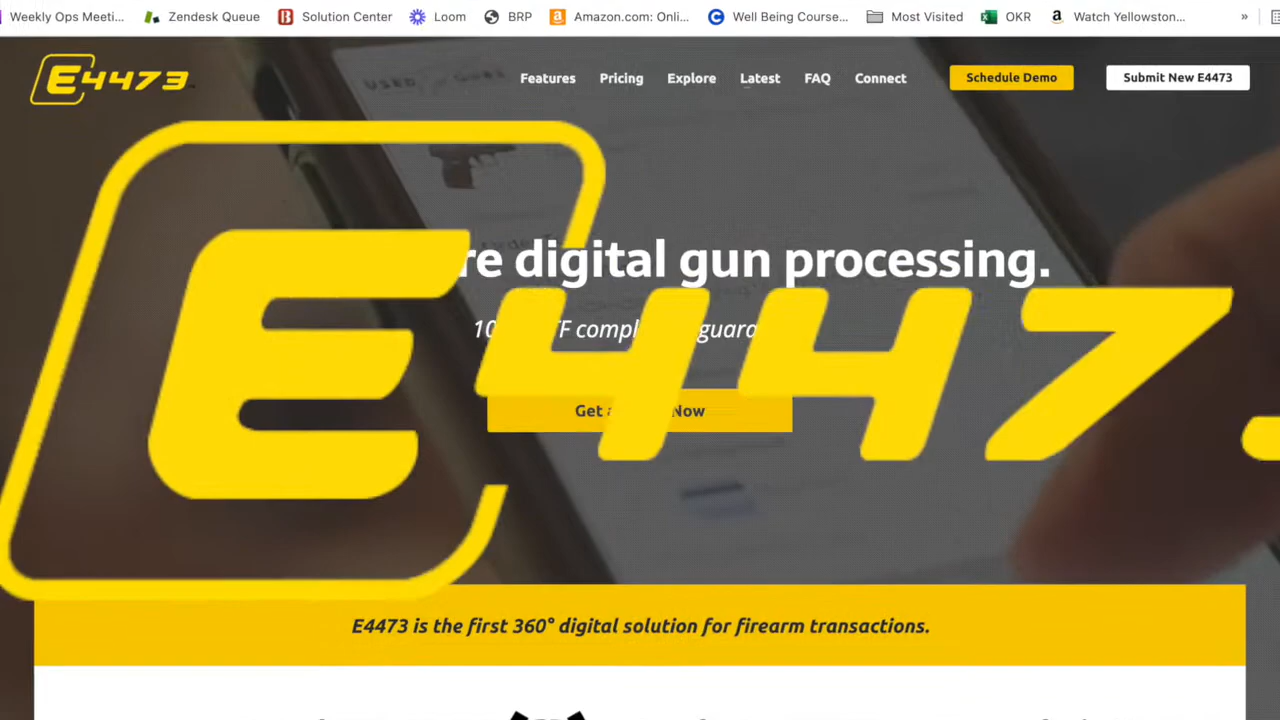 Weekly Ops Meeti...
Zendesk Queue
Solution Center
Loom
BRP
Amazon.com: Onli...
Well Being Course...
Most Visited
OKR
Watch Yellowston...
»
E4473
Features
Pricing
Explore
Latest
FAQ
Connect
Schedule Demo
Submit New E4473
re digital gun processing.
E447
Get a
Now
E4473 is the first 360° digital solution for firearm transactions.